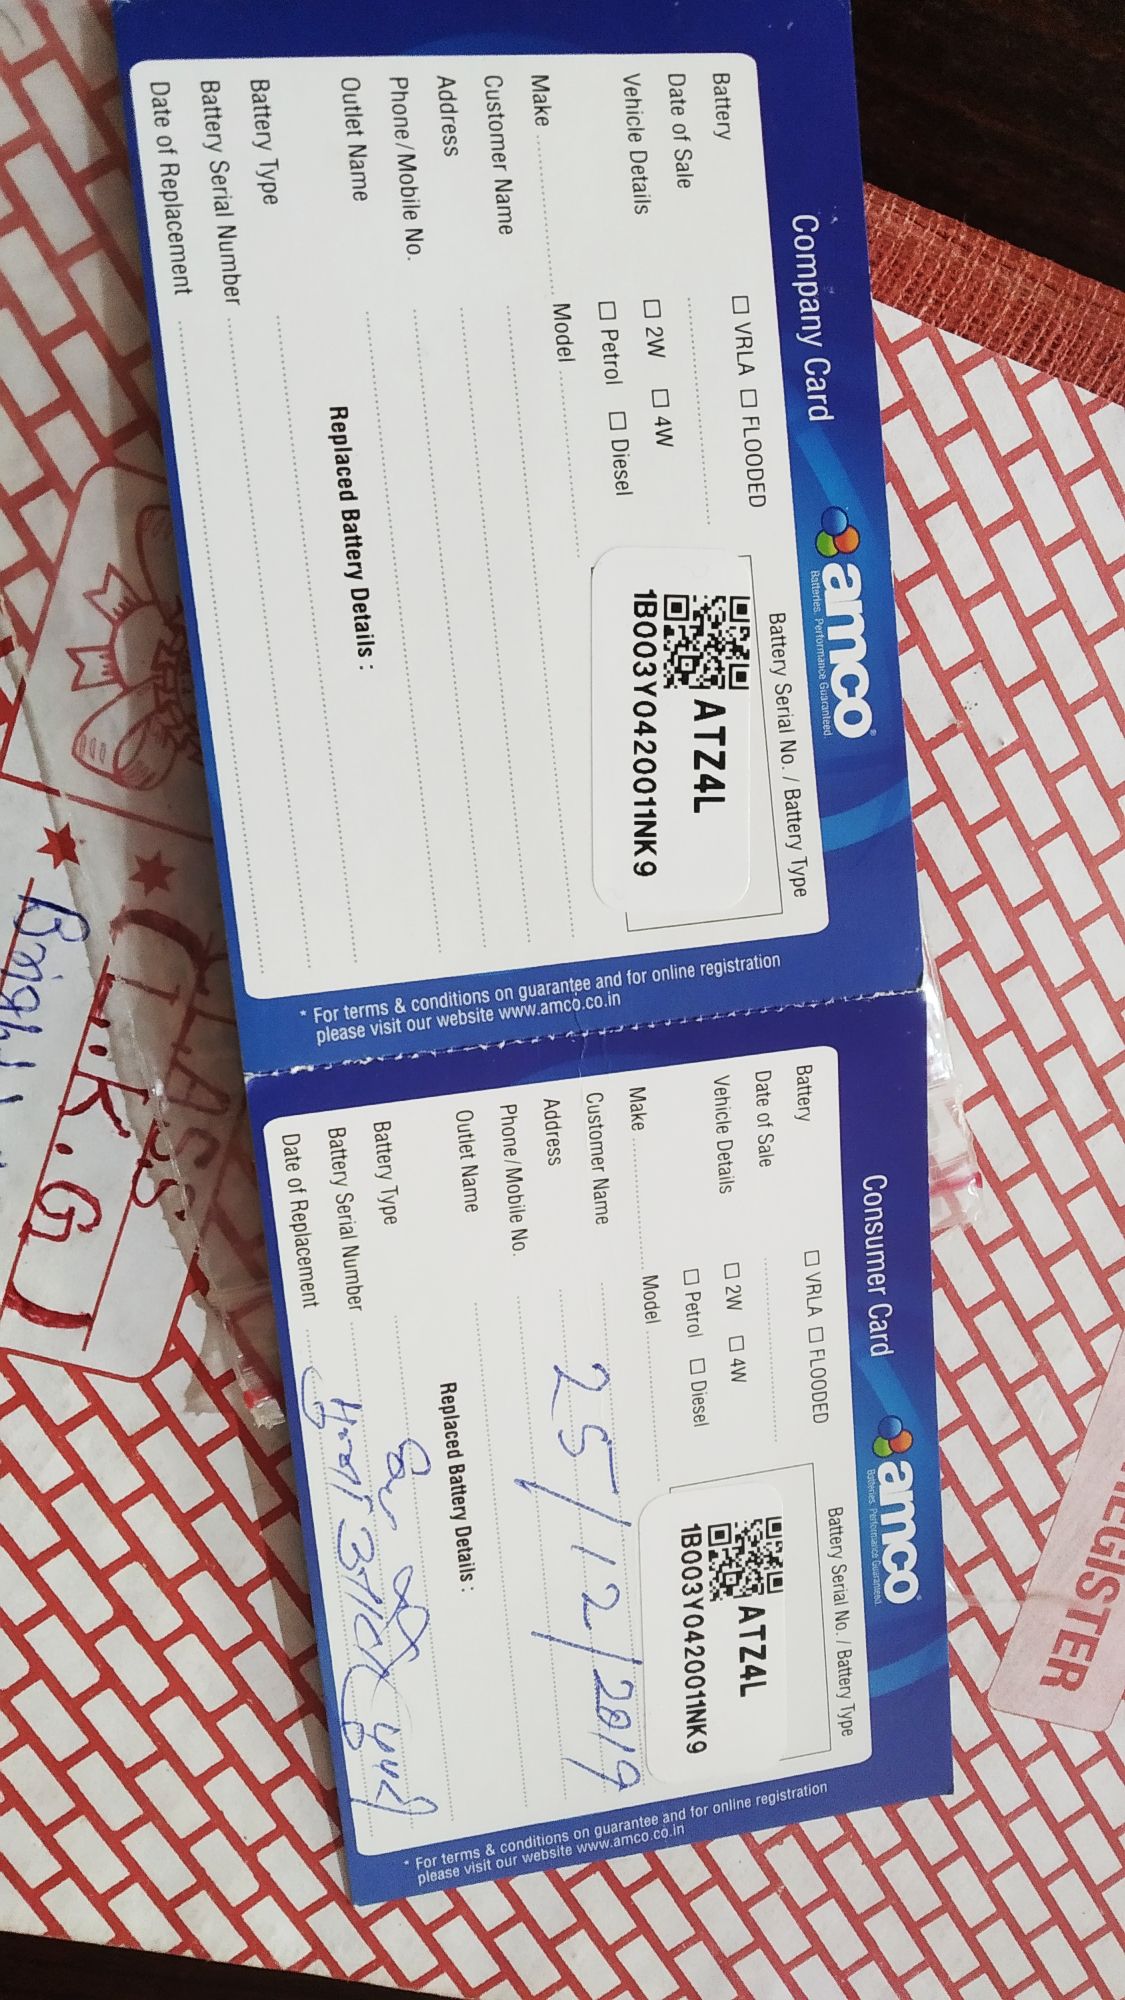 Company Card
amco
Batteries. Performance Guaranteed.
Battery
VRLA FLOODED
Battery Serial No. / Battery Type
Date of Sale
Vehicle Details
2W 4W
Petrol Diesel
ATZ4L
1B003Y0420011NK9
Make
Model
Customer Name
Address
Phone/Mobile No.
Outlet Name
Replaced Battery Details :
Battery Type
Battery Serial Number
Date of Replacement
* For terms & conditions on guarantee and for online registration
please visit our website www.amco.co.in
Consumer Card
amco
Batteries. Performance Guaranteed.
Battery
VRLA FLOODED
Battery Serial No. / Battery Type
Date of Sale
Vehicle Details
2W 4W
Petrol Diesel
ATZ4L
1B003Y0420011NK9
Make
Model
Customer Name
25/12/2019
Address
Phone/Mobile No.
Outlet Name
Replaced Battery Details :
Battery Type
Battery Serial Number
Date of Replacement
* For terms & conditions on guarantee and for online registration
please visit our website www.amco.co.in
REGISTER
CLASS
L.K.G